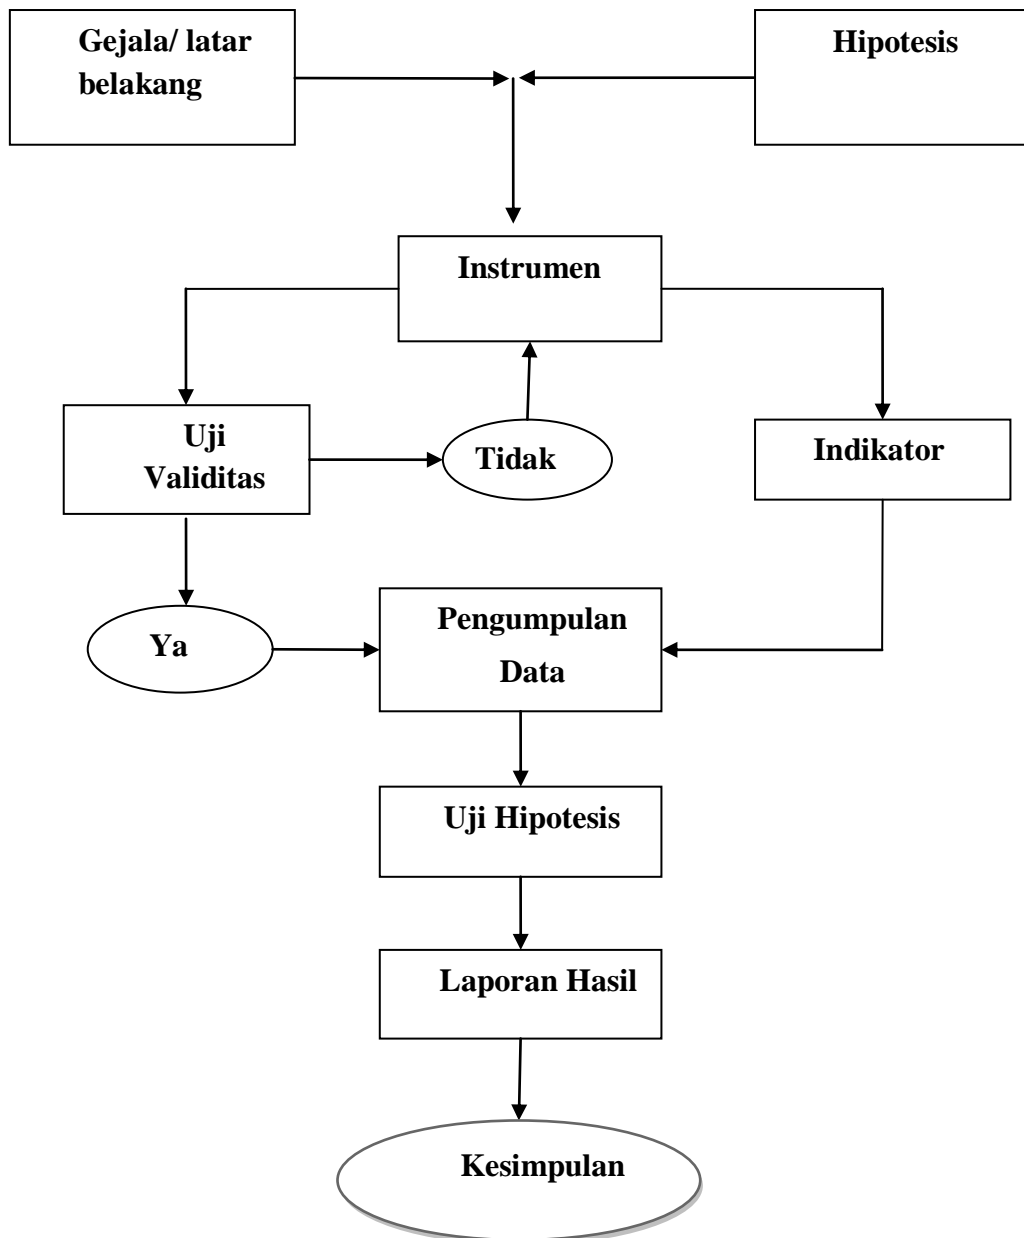 Gejala/ latar
belakang
Hipotesis
Instrumen
Uji
Validitas
Tidak
Indikator
Ya
Pengumpulan
Data
Uji Hipotesis
Laporan Hasil
Kesimpulan